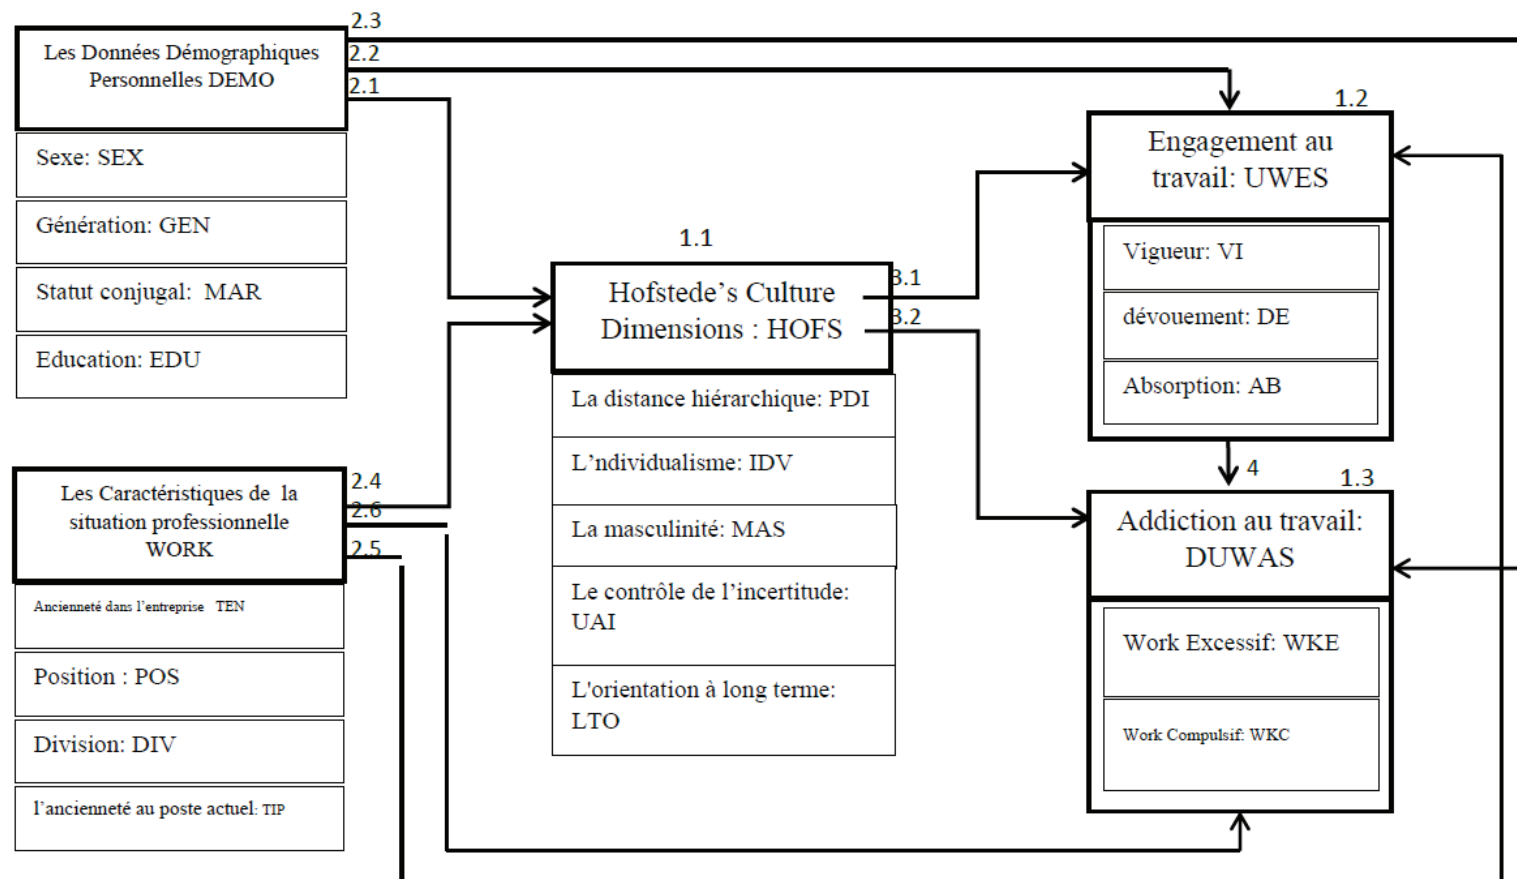 2.3
Les Données Démographiques
Personnelles DEMO
2.2
2.1
Sexe: SEX
Génération: GEN
Statut conjugal: MAR
Education: EDU
Les Caractéristiques de la
situation professionnelle
WORK
2.4
2.6
2.5
Ancienneté dans l'entreprise TEN
Position : POS
Division: DIV
l'ancienneté au poste actuel: TIP
1.1
Hofstede's Culture
Dimensions : HOFS
3.1
3.2
La distance hiérarchique: PDI
L'ndividualisme: IDV
La masculinité: MAS
Le contrôle de l'incertitude:
UAI
L'orientation à long terme:
LTO
1.2
Engagement au
travail: UWES
Vigueur: VI
dévouement: DE
Absorption: AB
4
1.3
Addiction au travail:
DUWAS
Work Excessif: WKE
Work Compulsif: WKC